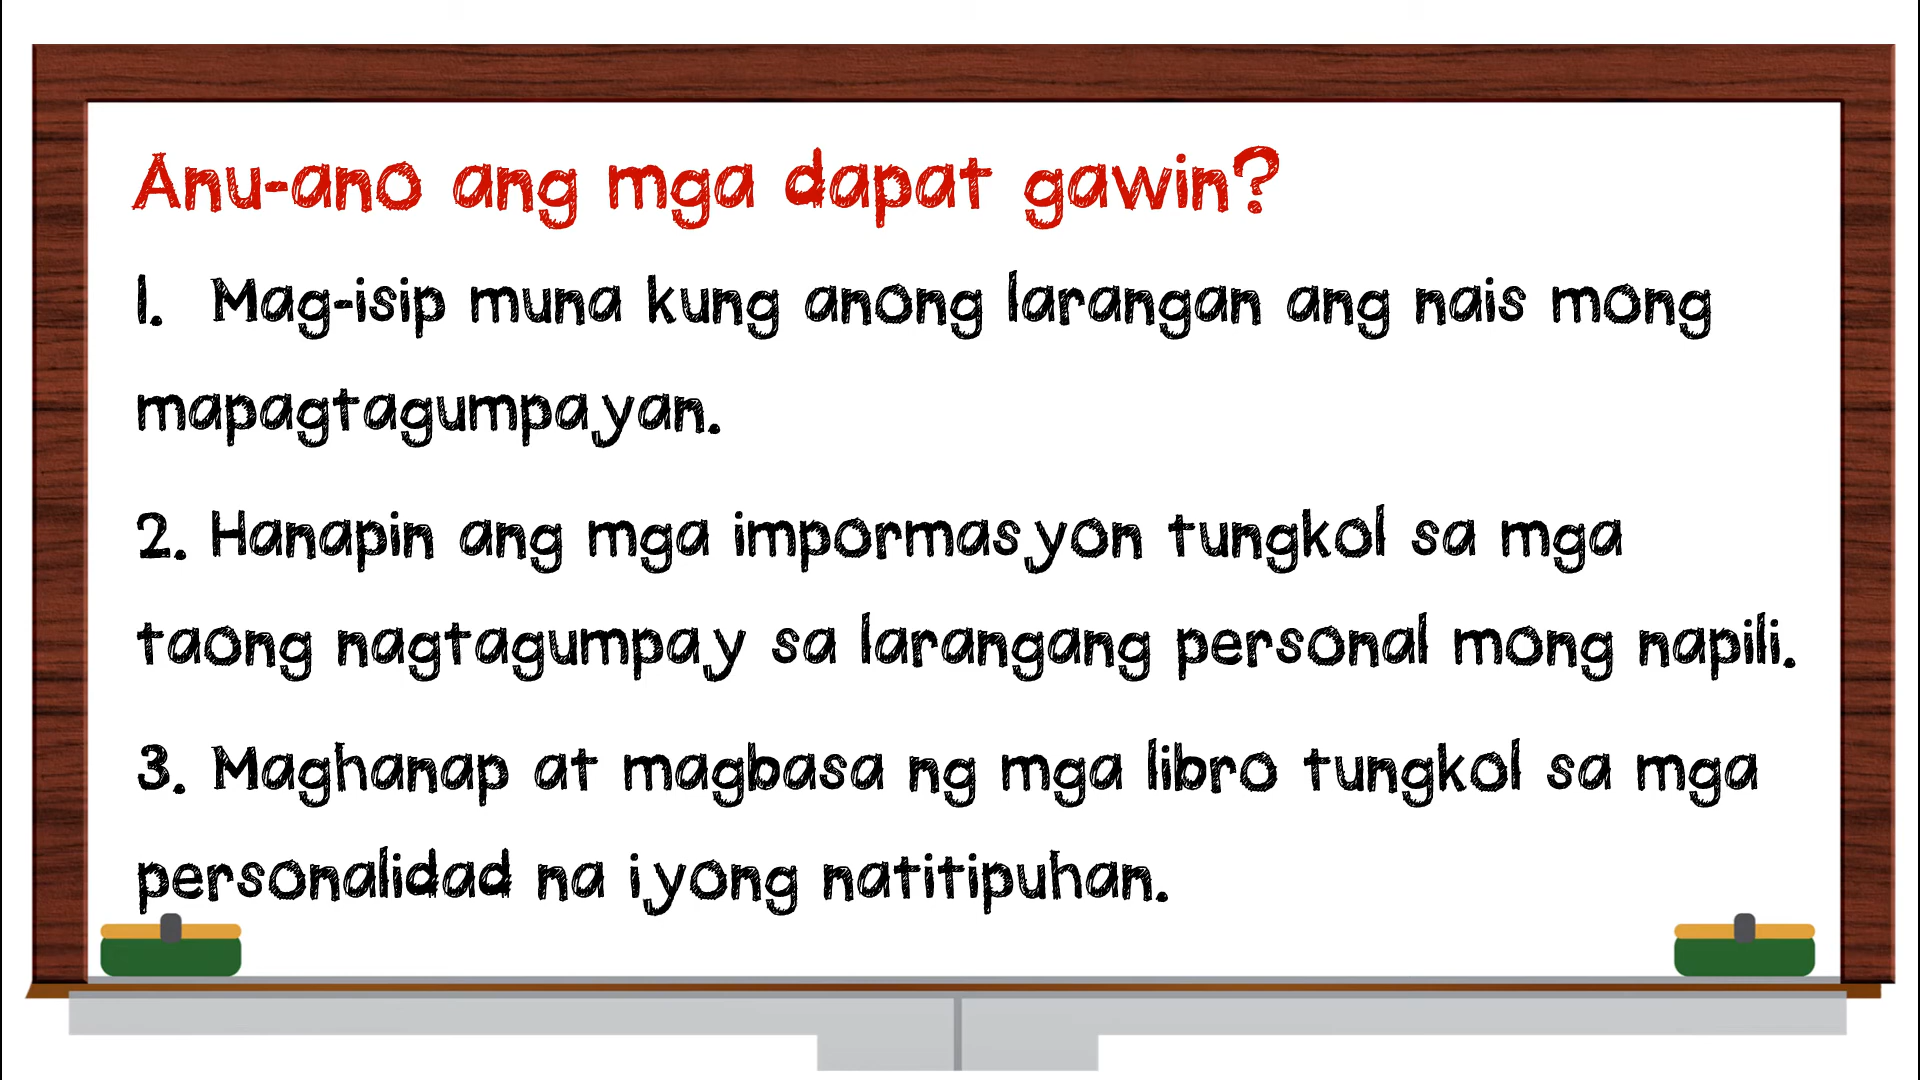 Anu-ano ang mga dapat gawin?
1. Mag-isip muna kung anong larangan ang nais mong
mapagtagumpayan.
2. Hanapin ang mga impormasyon tungkol sa mga
taong nagtagumpay sa larangang personal mong napili.
3. Maghanap at magbasa ng mga libro tungkol sa mga
personalidad na iyong natitipuhan.